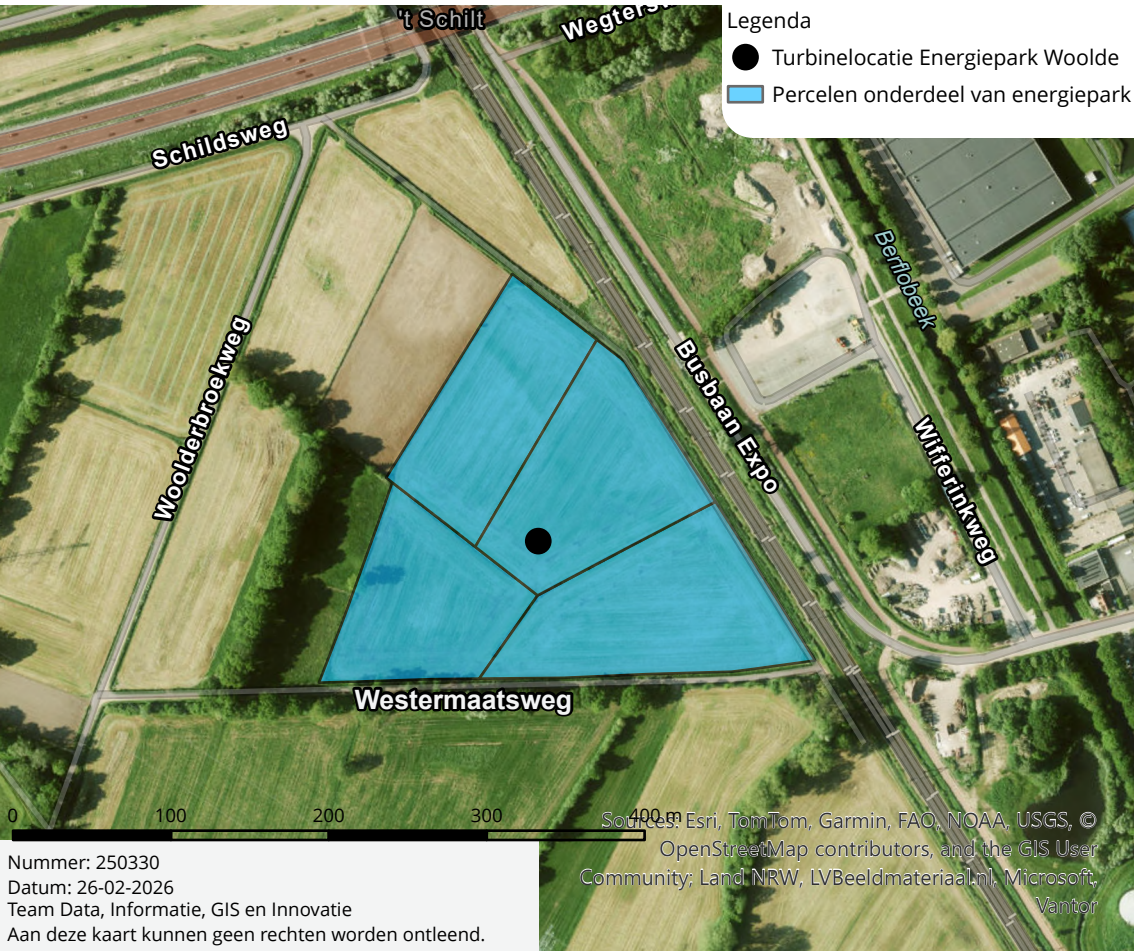 't Schilt
Wegters
Legenda
Turbinelocatie Energiepark Woolde
Percelen onderdeel van energiepark
Schildsweg
Berflobeek
Woolderbroekweg
Busbaan Expo
Wifferinkweg
Westermaatsweg
0 100 200 300 400 m
Sources: Esri, TomTom, Garmin, FAO, NOAA, USGS, ©
OpenStreetMap contributors, and the GIS User
Community; Land NRW, LVBeeldmateriaal.nl, Microsoft,
Vantor
Nummer: 250330
Datum: 26-02-2026
Team Data, Informatie, GIS en Innovatie
Aan deze kaart kunnen geen rechten worden ontleend.